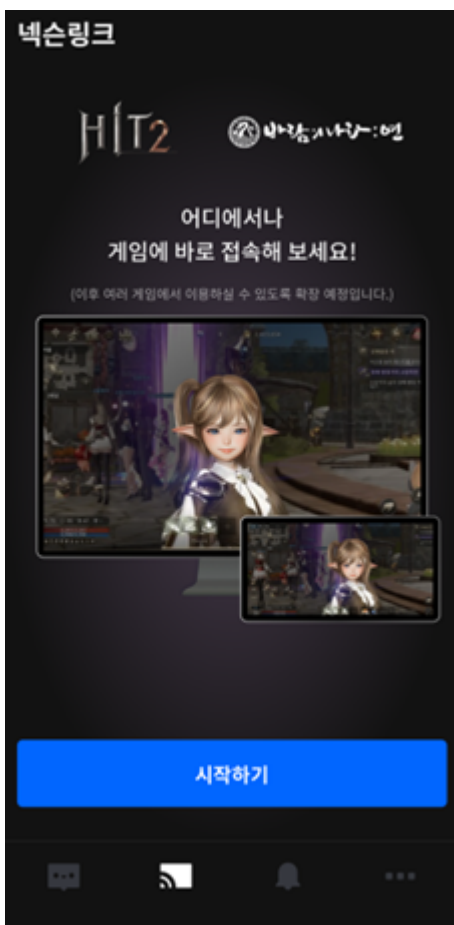 넥슨링크
HIT2
바람의나라:연
어디에서나
게임에 바로 접속해 보세요!
(이후 여러 게임에서 이용하실 수 있도록 확장 예정입니다.)
시작하기